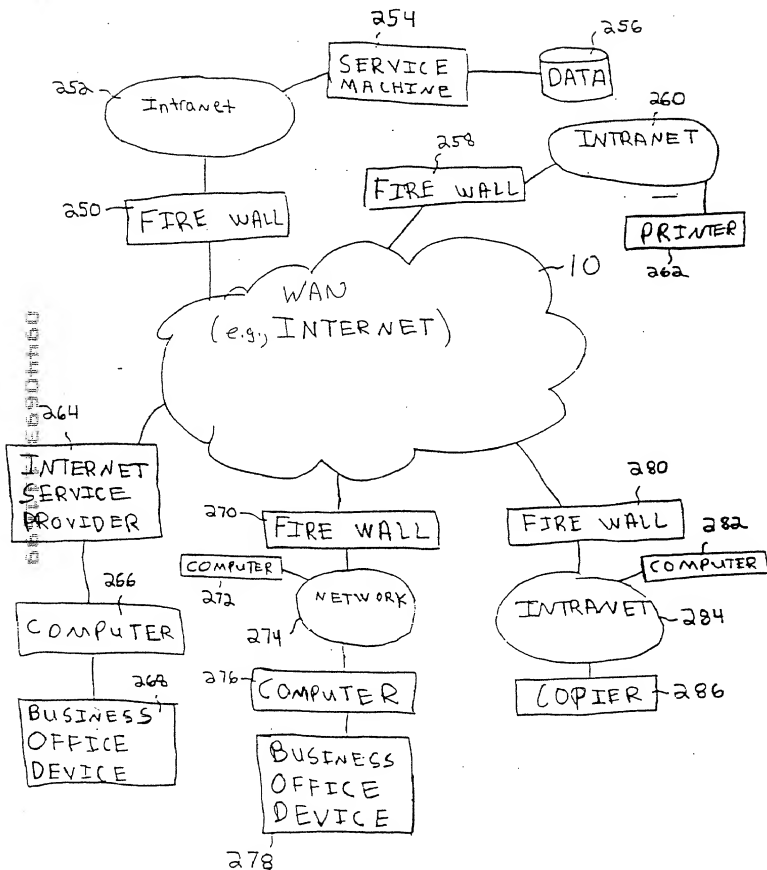 254
256
SERVICE
MACHINE
DATA
252
Intranet
260
INTRANET
258
FIRE WALL
250
FIRE WALL
PRINTER
262
10
WAN
(e.g., INTERNET)
264
INTERNET
SERVICE
PROVIDER
280
270
FIRE WALL
FIRE WALL
282
COMPUTER
COMPUTER
272
266
NETWORK
INTRANET
284
274
COMPUTER
276
COMPUTER
268
COPIER
286
BUSINESS
OFFICE
DEVICE
BUSINESS
OFFICE
DEVICE
278